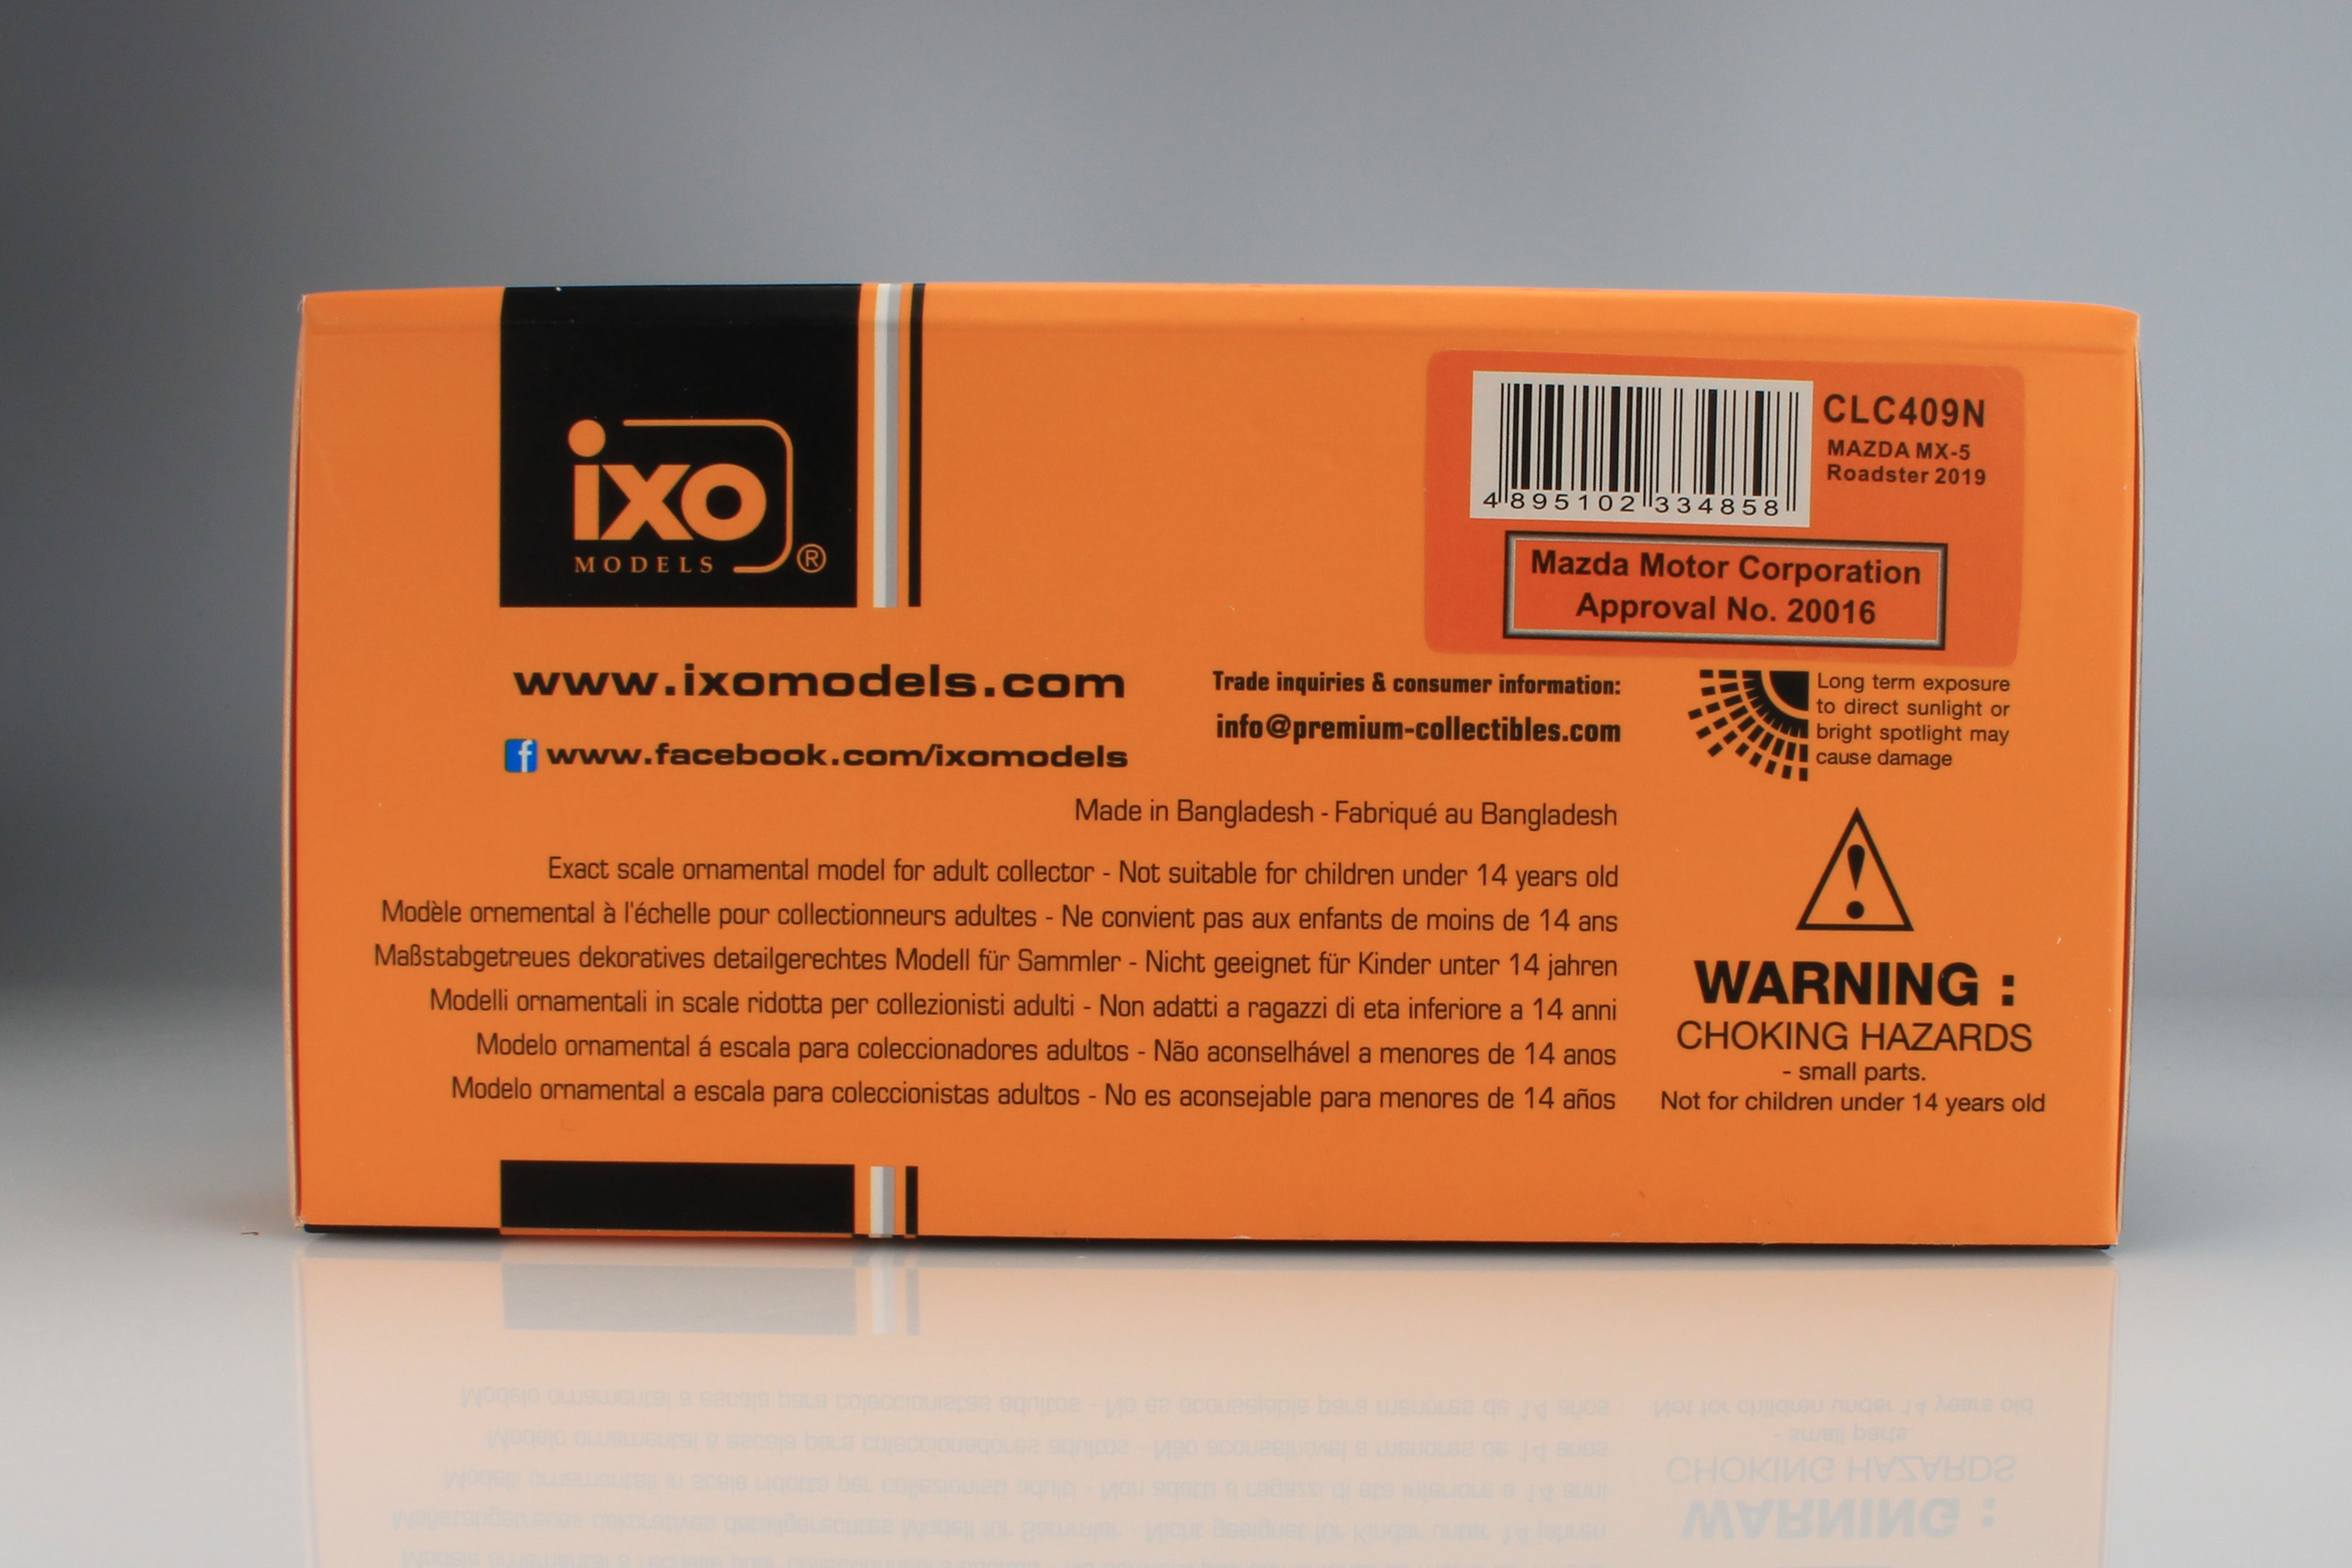 ixo
MODELS ®
4 895102 334858
CLC409N
MAZDA MX-5
Roadster 2019
Mazda Motor Corporation
Approval No. 20016
www.ixomodels.com
f www.facebook.com/ixomodels
Trade inquiries & consumer information:
info@premium-collectibles.com
Long term exposure
to direct sunlight or
bright spotlight may
cause damage
Made in Bangladesh - Fabriqué au Bangladesh
Exact scale ornamental model for adult collector - Not suitable for children under 14 years old
Modèle ornemental à l'échelle pour collectionneurs adultes - Ne convient pas aux enfants de moins de 14 ans
Maßstabgetreues dekoratives detailgerechtes Modell für Sammler - Nicht geeignet für Kinder unter 14 jahren
Modelli ornamentali in scale ridotta per collezionisti adulti - Non adatti a ragazzi di eta inferiore a 14 anni
Modelo ornamental á escala para coleccionadores adultos - Não aconselhável a menores de 14 anos
Modelo ornamental a escala para coleccionistas adultos - No es aconsejable para menores de 14 años
WARNING :
CHOKING HAZARDS
- small parts.
Not for children under 14 years old